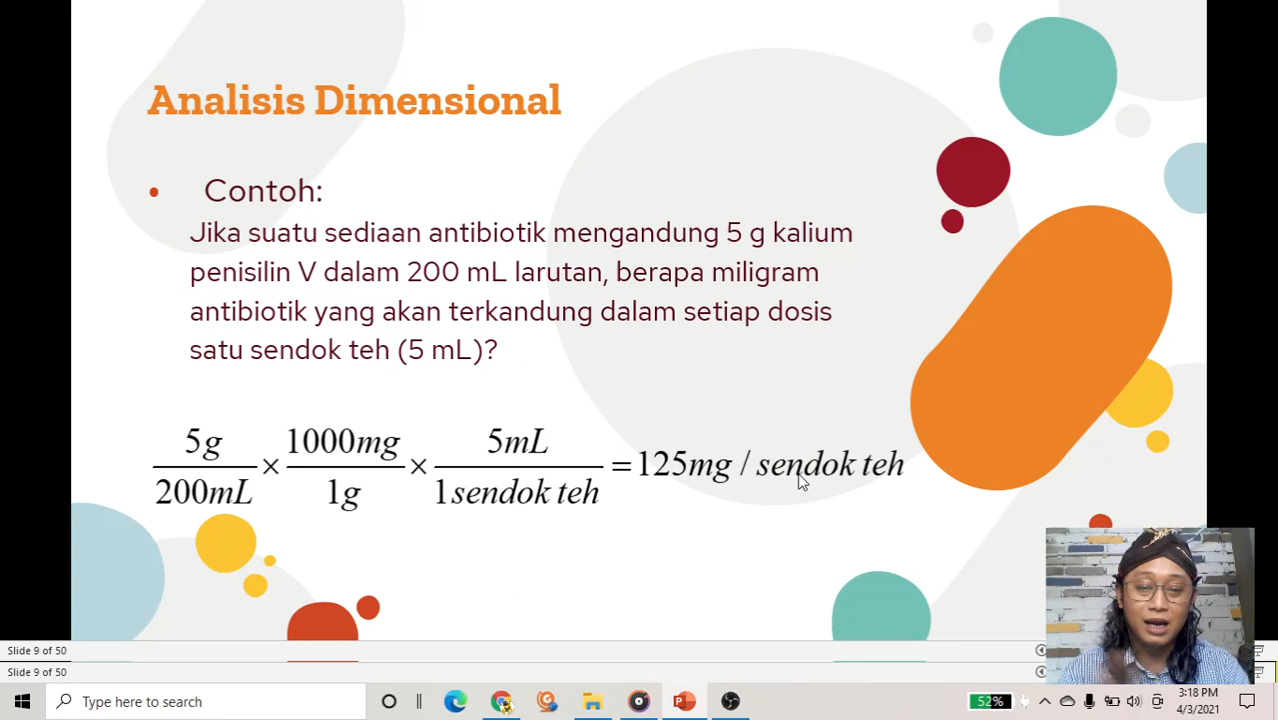 Analisis Dimensional
• Contoh:
Jika suatu sediaan antibiotik mengandung 5 g kalium
penisilin V dalam 200 mL larutan, berapa miligram
antibiotik yang akan terkandung dalam setiap dosis
satu sendok teh (5 mL)?
5g/200mL × 1000mg/1g × 5mL/1sendok teh = 125mg / sendok teh
Slide 9 of 50
Slide 9 of 50
Type here to search
52%
3:18 PM
4/3/2021